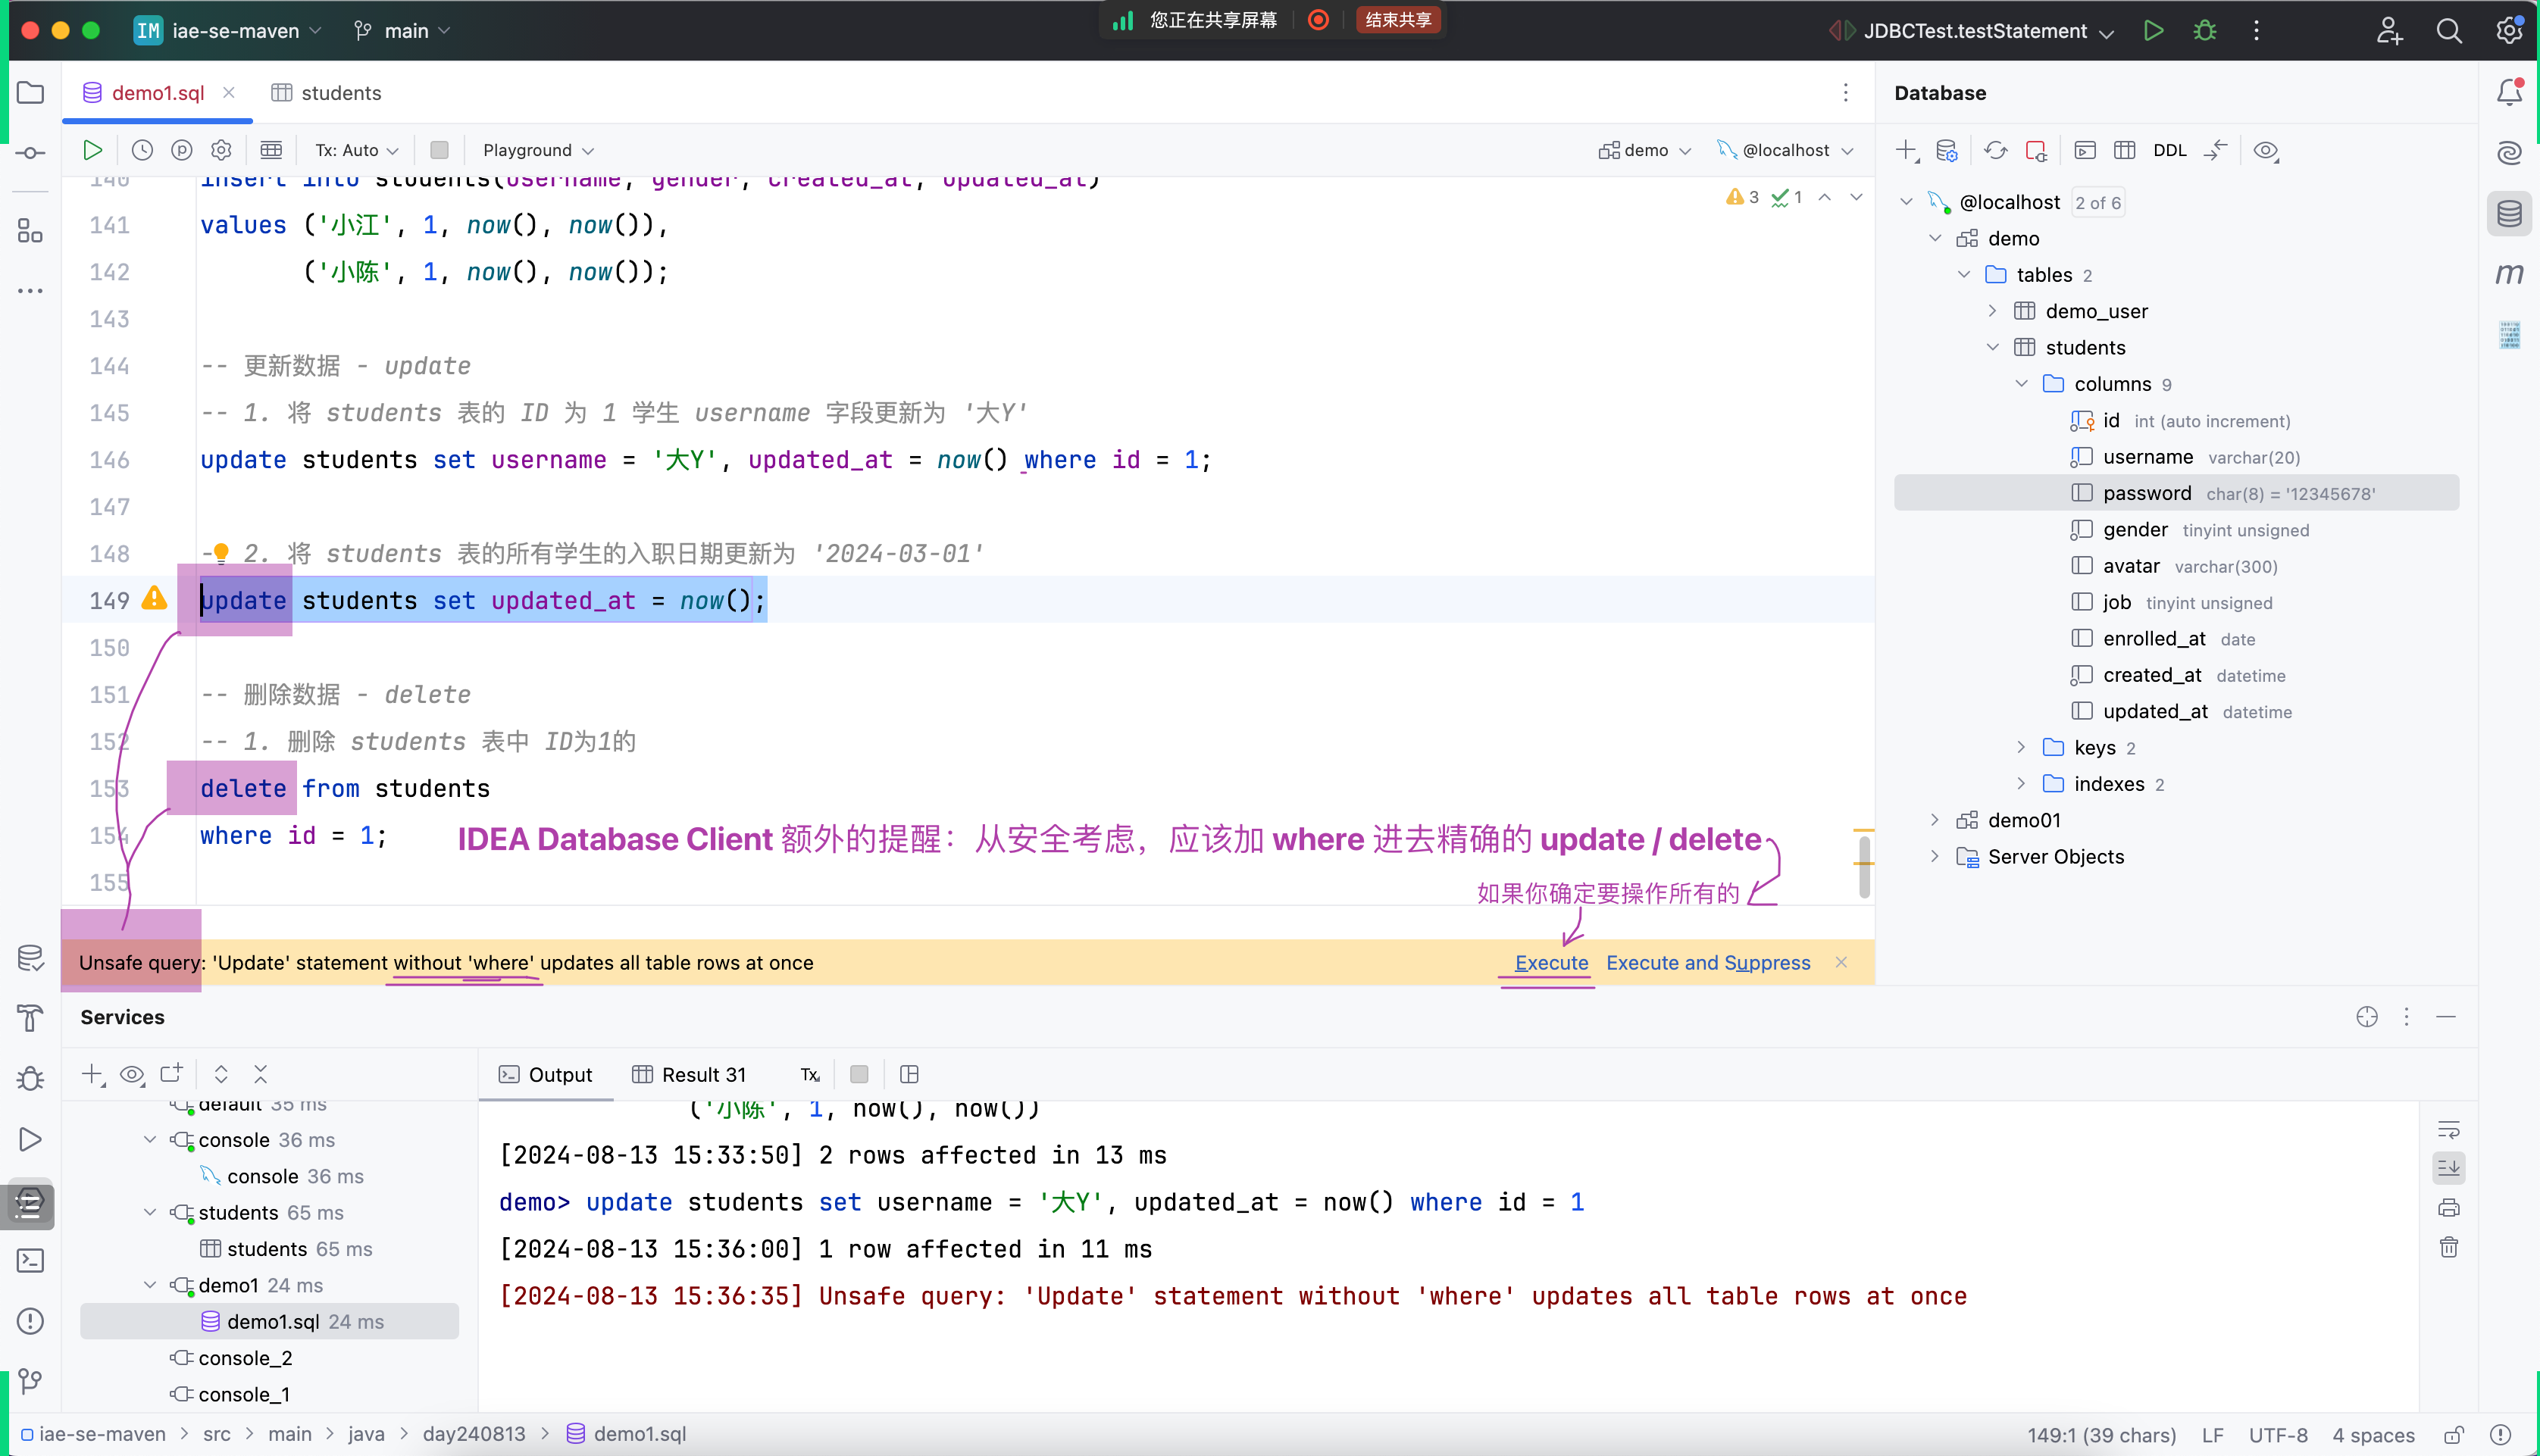 IM iae-se-maven main
您正在共享屏幕 结束共享
JDBCTest.testStatement
demo1.sql
students
Tx: Auto
Playground
demo
@localhost
140 insert into students(username, gender, created_at, updated_at)
3 1
141 values ('小江', 1, now(), now()),
142 ('小陈', 1, now(), now());
143
144 -- 更新数据 - update
145 -- 1. 将 students 表的 ID 为 1 学生 username 字段更新为 '大Y'
146 update students set username = '大Y', updated_at = now() where id = 1;
147
148 - 2. 将 students 表的所有学生的入职日期更新为 '2024-03-01'
149 update students set updated_at = now();
150
151 -- 删除数据 - delete
152 -- 1. 删除 students 表中 ID为1的
153 delete from students
154 where id = 1;
IDEA Database Client 额外的提醒：从安全考虑，应该加 where 进去精确的 update / delete
155
如果你确定要操作所有的
Unsafe query: 'Update' statement without 'where' updates all table rows at once
Execute Execute and Suppress
Database
DDL
@localhost 2 of 6
demo
tables 2
demo_user
students
columns 9
id int (auto increment)
username varchar(20)
password char(8) = '12345678'
gender tinyint unsigned
avatar varchar(300)
job tinyint unsigned
enrolled_at date
created_at datetime
updated_at datetime
keys 2
indexes 2
demo01
Server Objects
m
Services
default 35 ms
console 36 ms
console 36 ms
students 65 ms
students 65 ms
demo1 24 ms
demo1.sql 24 ms
console_2
console_1
Output
Result 31
Tx
('小陈', 1, now(), now())
[2024-08-13 15:33:50] 2 rows affected in 13 ms
demo> update students set username = '大Y', updated_at = now() where id = 1
[2024-08-13 15:36:00] 1 row affected in 11 ms
[2024-08-13 15:36:35] Unsafe query: 'Update' statement without 'where' updates all table rows at once
iae-se-maven > src > main > java > day240813 > demo1.sql
149:1 (39 chars) LF UTF-8 4 spaces